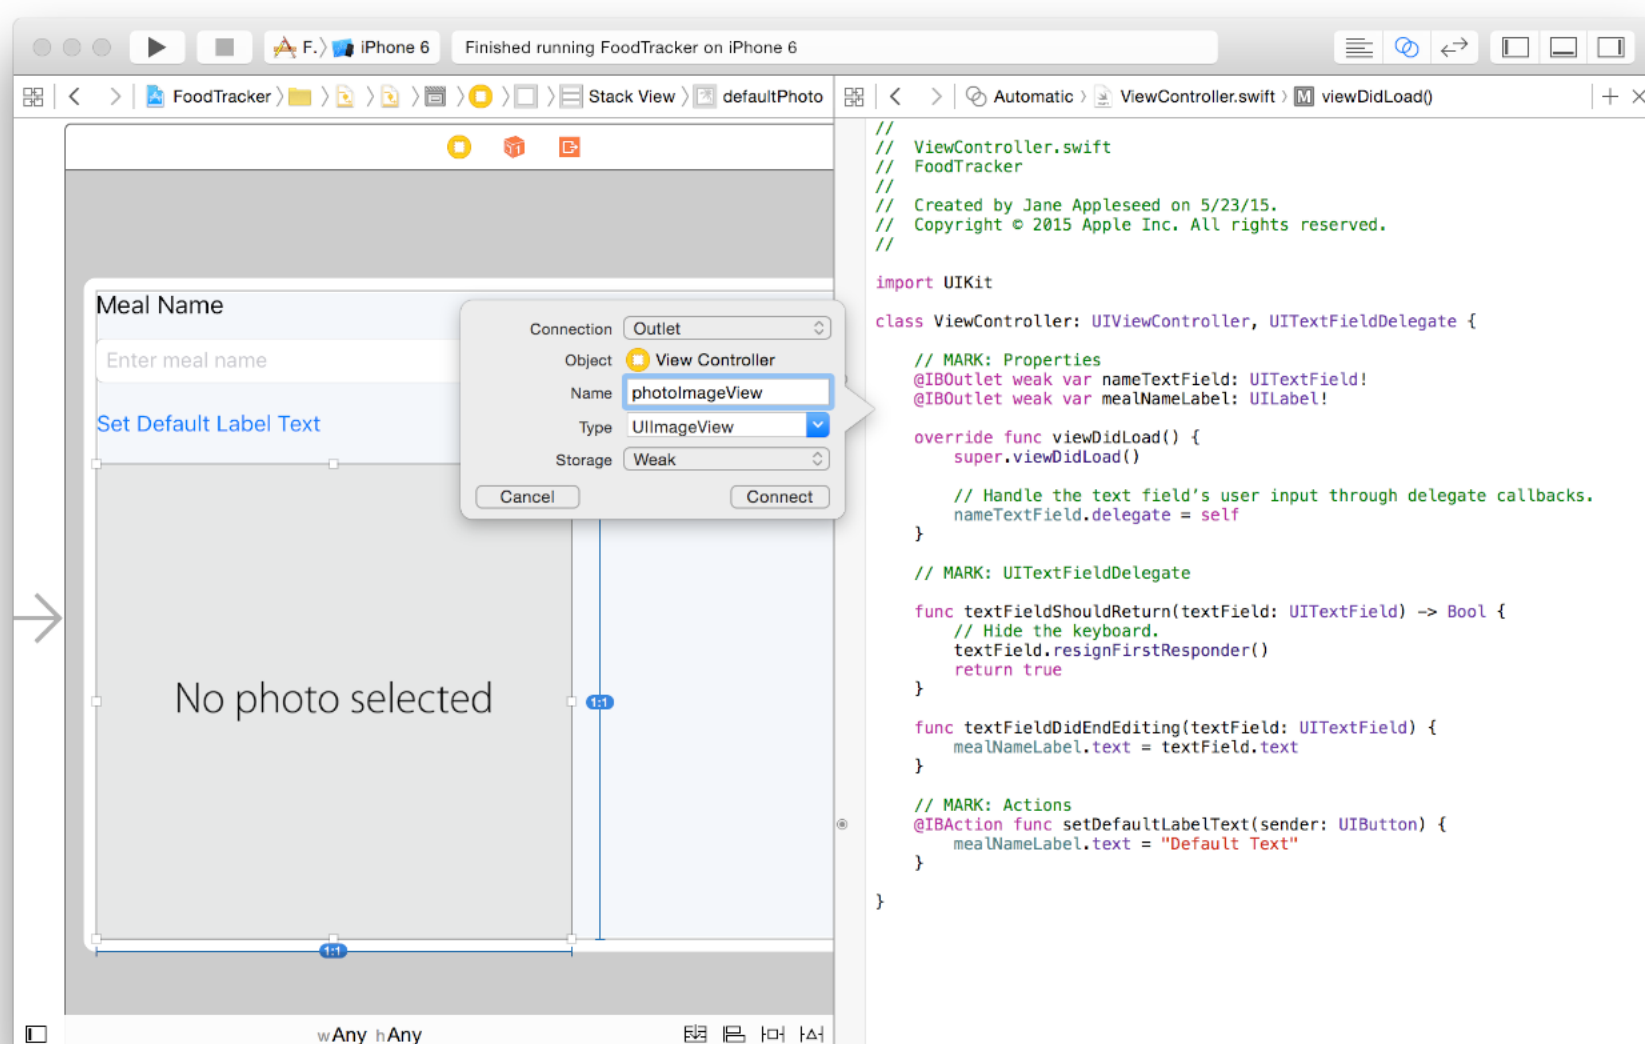 F. iPhone 6
Finished running FoodTracker on iPhone 6
FoodTracker Stack View defaultPhoto
Automatic ViewController.swift M viewDidLoad()
Meal Name
Enter meal name
Set Default Label Text
No photo selected
1:1
1:1
wAny hAny
Connection Outlet
Object View Controller
Name photoImageView
Type UIImageView
Storage Weak
Cancel Connect
//
// ViewController.swift
// FoodTracker
//
// Created by Jane Appleseed on 5/23/15.
// Copyright © 2015 Apple Inc. All rights reserved.
//
import UIKit
class ViewController: UIViewController, UITextFieldDelegate {
// MARK: Properties
@IBOutlet weak var nameTextField: UITextField!
@IBOutlet weak var mealNameLabel: UILabel!
override func viewDidLoad() {
super.viewDidLoad()
// Handle the text field’s user input through delegate callbacks.
nameTextField.delegate = self
}
// MARK: UITextFieldDelegate
func textFieldShouldReturn(textField: UITextField) -> Bool {
// Hide the keyboard.
textField.resignFirstResponder()
return true
}
func textFieldDidEndEditing(textField: UITextField) {
mealNameLabel.text = textField.text
}
// MARK: Actions
@IBAction func setDefaultLabelText(sender: UIButton) {
mealNameLabel.text = "Default Text"
}
}